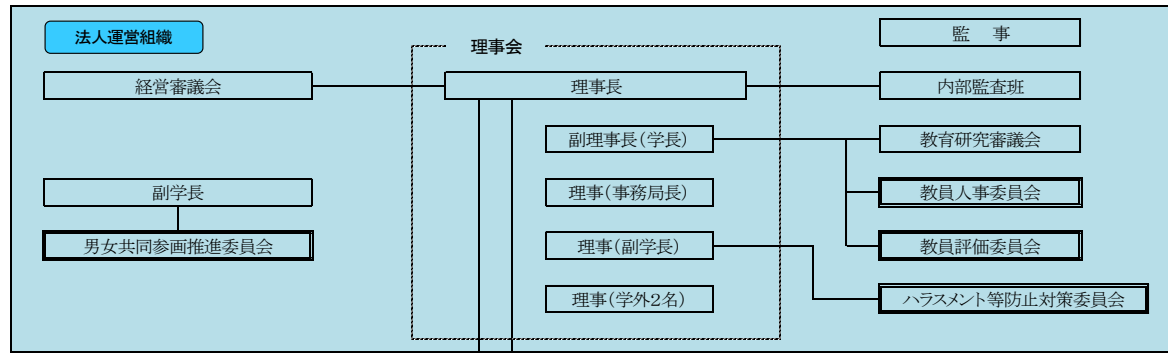 法人運営組織
理事会
監　事
経営審議会
理事長
内部監査班
副理事長(学長)
教育研究審議会
副学長
理事(事務局長)
教員人事委員会
男女共同参画推進委員会
理事(副学長)
教員評価委員会
理事(学外2名)
ハラスメント等防止対策委員会